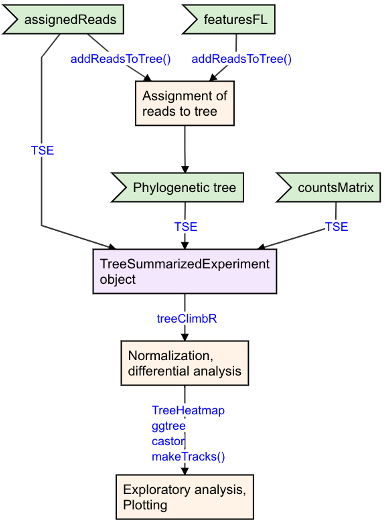 assignedReads
featuresFL
addReadsToTree()
addReadsToTree()
Assignment of
reads to tree
TSE
Phylogenetic tree
countsMatrix
TSE
TSE
TreeSummarizedExperiment
object
treeClimbR
Normalization,
differential analysis
TreeHeatmap
ggtree
castor
makeTracks()
Exploratory analysis,
Plotting